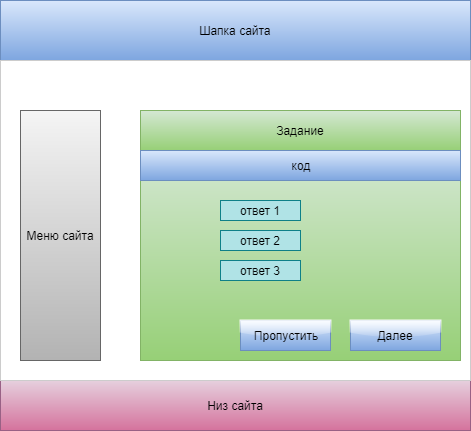 Шапка сайта
Задание
код
Меню сайта
ответ 1
ответ 2
ответ 3
Пропустить
Далее
Низ сайта